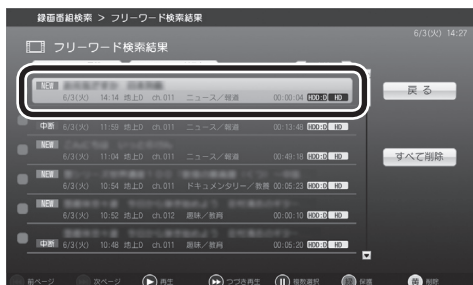 録画番組検索 > フリーワード検索結果
6/3(火) 14:27
フリーワード検索結果
NEW
6/3(火) 14:14 地上D ch.011 ニュース/報道 00:00:04 HDD:D HD
戻る
中断 6/3(火) 11:59 地上D ch.011 ニュース/報道 00:13:48 HDD:D HD
NEW
6/3(火) 11:04 地上D ch.011 ニュース/報道 00:49:18 HDD:D HD
すべて削除
NEW
6/3(火) 10:54 地上D ch.011 ドキュメンタリー/教養 00:05:23 HDD:D HD
NEW
6/3(火) 10:52 地上D ch.012 趣味/教育 00:00:10 HDD:D HD
中断 6/3(火) 10:48 地上D ch.011 趣味/教育 00:05:20 HDD:D HD
前ページ 次ページ 再生 つづき再生 複数選択 保護 黄 削除